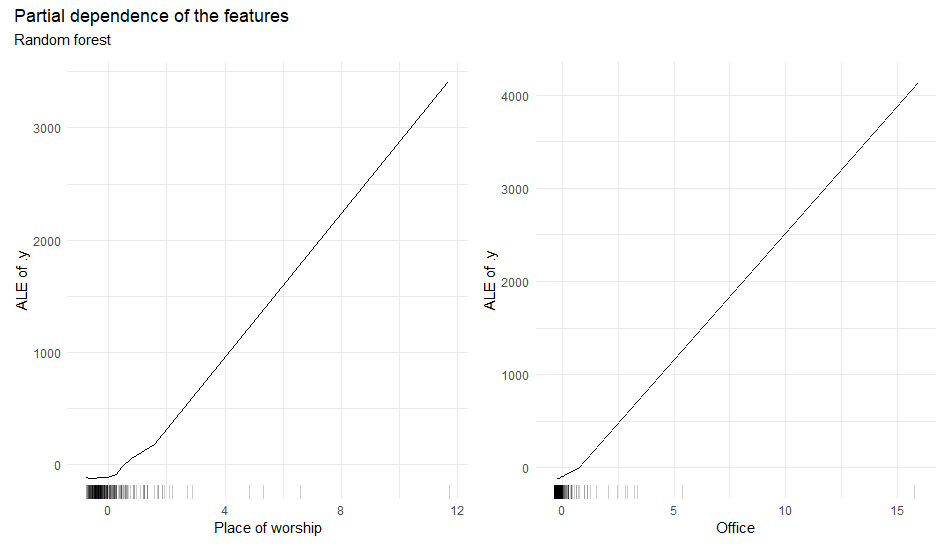 Partial dependence of the features
Random forest
ALE of .y
3000
2000
1000
0
0
4
8
12
Place of worship
ALE of .y
4000
3000
2000
1000
0
0
5
10
15
Office